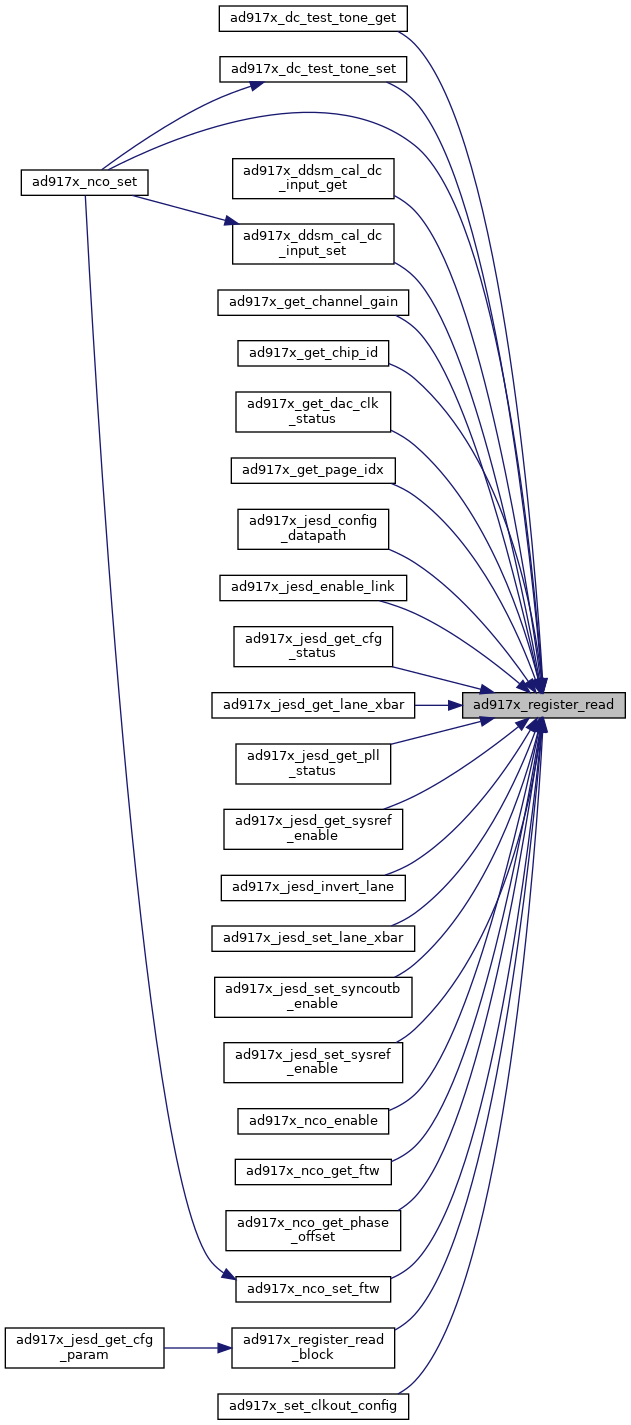 ad917x_dc_test_tone_get
ad917x_dc_test_tone_set
ad917x_nco_set
ad917x_ddsm_cal_dc
_input_get
ad917x_ddsm_cal_dc
_input_set
ad917x_get_channel_gain
ad917x_get_chip_id
ad917x_get_dac_clk
_status
ad917x_get_page_idx
ad917x_jesd_config
_datapath
ad917x_jesd_enable_link
ad917x_jesd_get_cfg
_status
ad917x_jesd_get_lane_xbar
ad917x_register_read
ad917x_jesd_get_pll
_status
ad917x_jesd_get_sysref
_enable
ad917x_jesd_invert_lane
ad917x_jesd_set_lane_xbar
ad917x_jesd_set_syncoutb
_enable
ad917x_jesd_set_sysref
_enable
ad917x_nco_enable
ad917x_nco_get_ftw
ad917x_nco_get_phase
_offset
ad917x_nco_set_ftw
ad917x_jesd_get_cfg
_param
ad917x_register_read
_block
ad917x_set_clkout_config